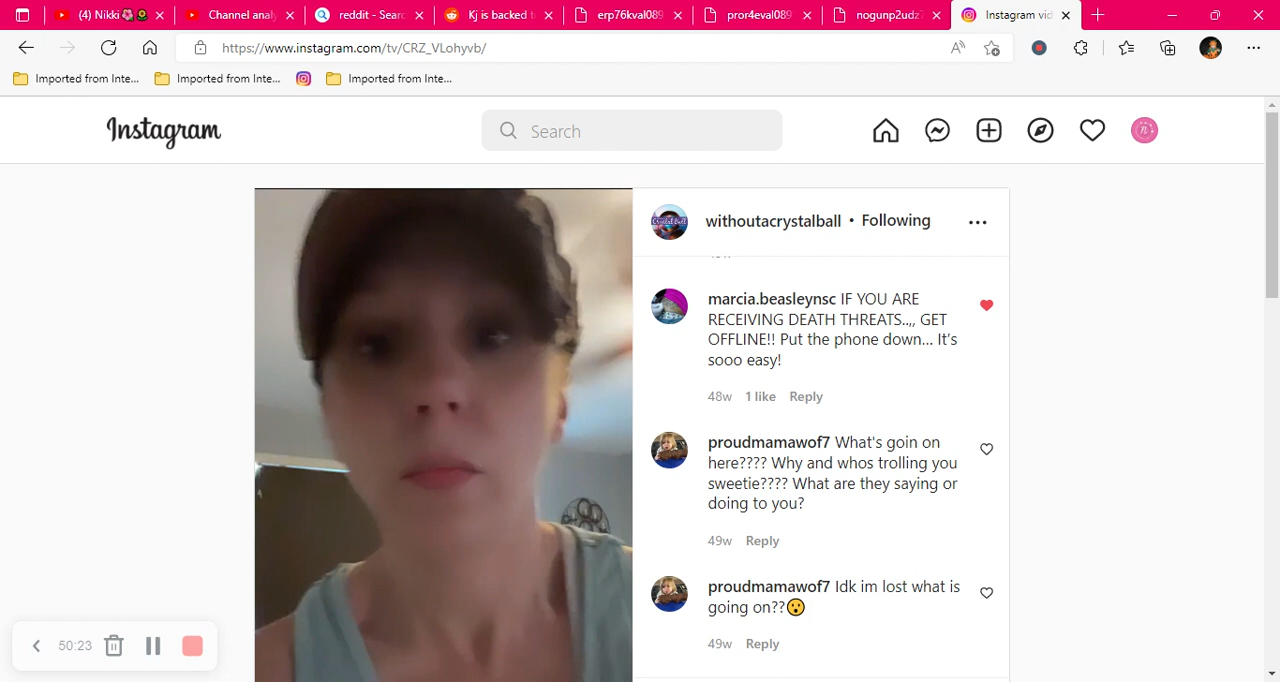 (4) Nikki
Channel anal
reddit - Sear
Kj is backed t
erp76kval089
pror4eval089
nogunp2udz7
Instagram vid
https://www.instagram.com/tv/CRZ_VLohyvb/
Imported from Inte...
Imported from Inte...
Imported from Inte...
Instagram
Search
withoutacrystalball • Following
marcia.beasleynsc IF YOU ARE
RECEIVING DEATH THREATS..,, GET
OFFLINE!! Put the phone down... It's
sooo easy!
48w 1 like Reply
proudmamawof7 What's goin on
here???? Why and whos trolling you
sweetie???? What are they saying or
doing to you?
49w Reply
proudmamawof7 Idk im lost what is
going on??😮
49w Reply
50:23